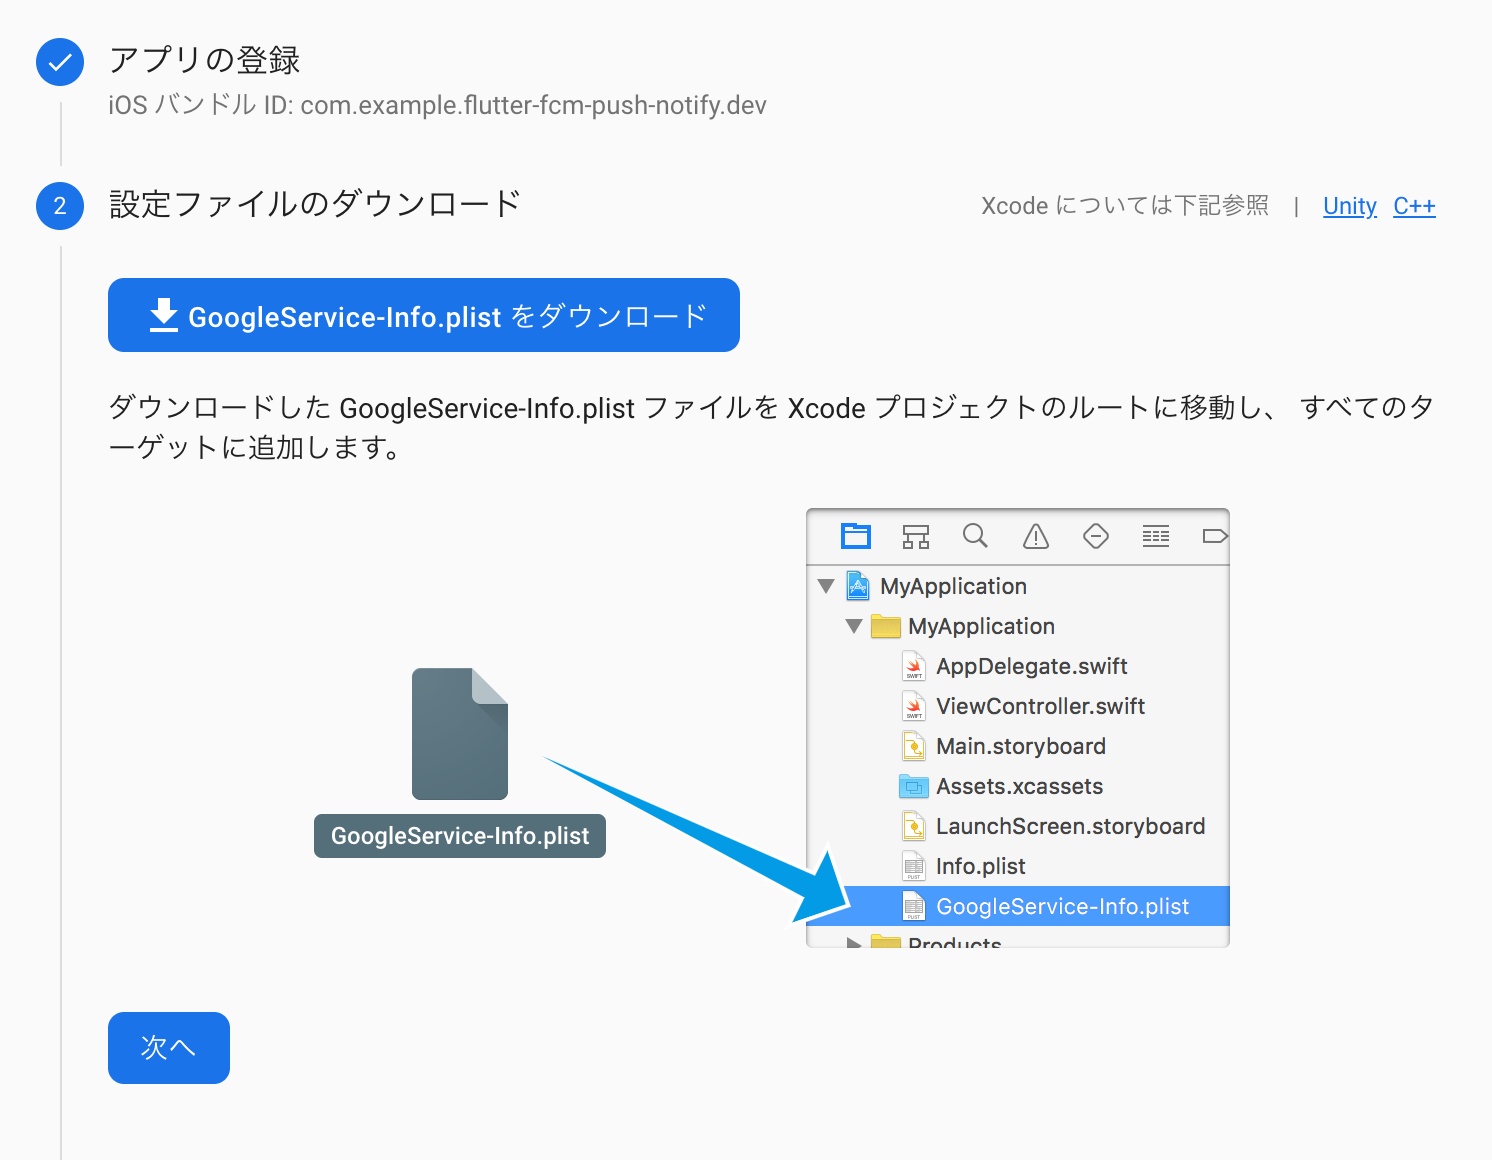 アプリの登録
iOS バンドル ID: com.example.flutter-fcm-push-notify.dev
2
設定ファイルのダウンロード
Xcode については下記参照 | Unity C++
GoogleService-Info.plist をダウンロード
ダウンロードした GoogleService-Info.plist ファイルを Xcode プロジェクトのルートに移動し、 すべてのタ
ーゲットに追加します。
GoogleService-Info.plist
MyApplication
MyApplication
SWIFT
AppDelegate.swift
SWIFT
ViewController.swift
Main.storyboard
Assets.xcassets
LaunchScreen.storyboard
PLIST
Info.plist
PLIST
GoogleService-Info.plist
Products
次へ